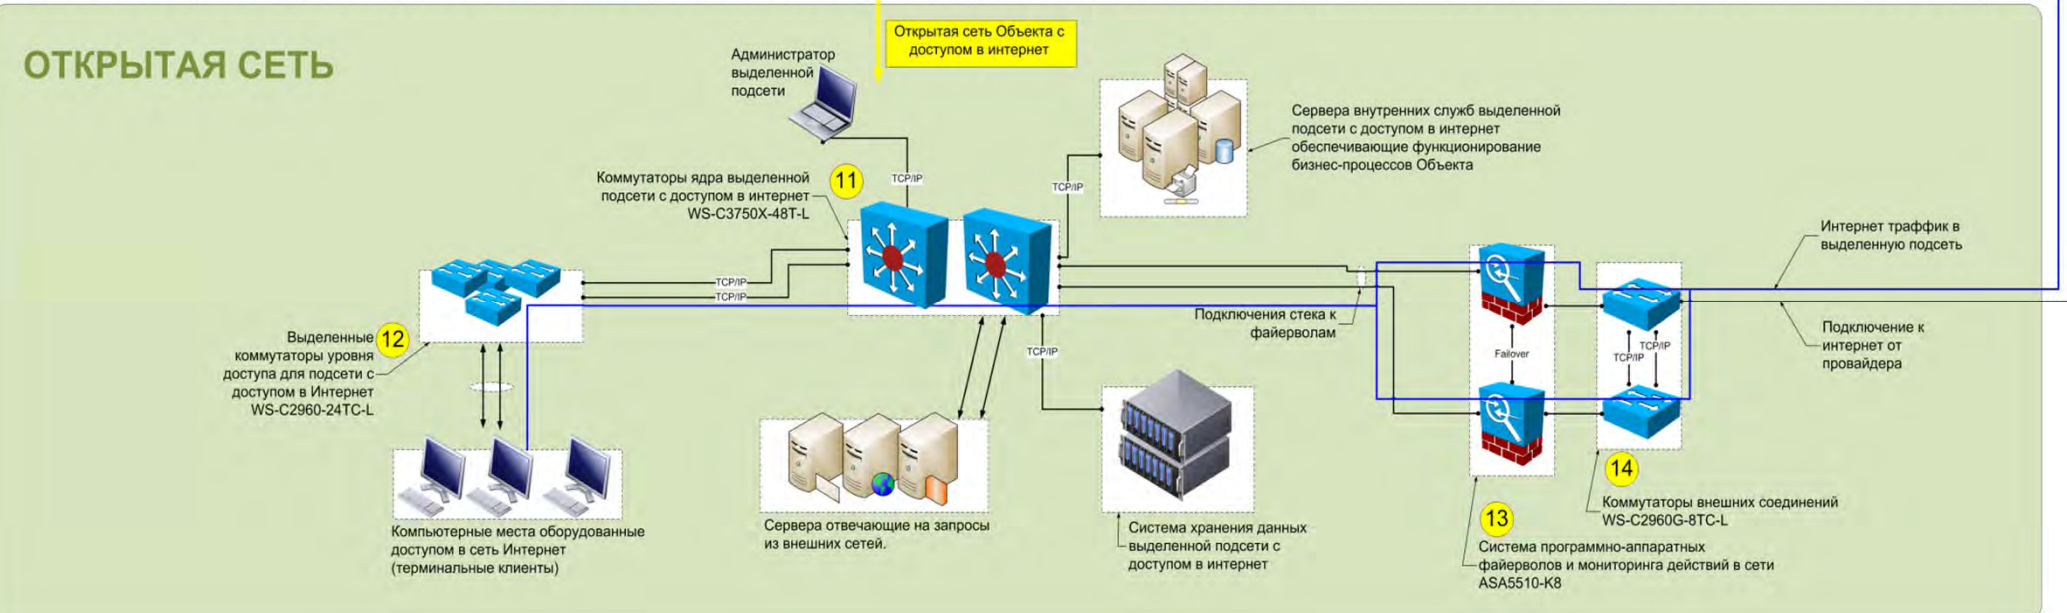 ОТКРЫТАЯ СЕТЬ
Открытая сеть Объекта с
доступом в интернет
Администратор
выделенной
подсети
Сервера внутренних служб выделенной
подсети с доступом в интернет
обеспечивающие функционирование
бизнес-процессов Объекта
Коммутаторы ядра выделенной
подсети с доступом в интернет
WS-C3750X-48T-L
11
TCP/IP
TCP/IP
Интернет траффик в
выделенную подсеть
TCP/IP
TCP/IP
Подключения стека к
файерволам
Подключение к
интернет от
провайдера
Выделенные
коммутаторы уровня
доступа для подсети с
доступом в Интернет
WS-C2960-24TC-L
12
TCP/IP
Failover
TCP/IP
TCP/IP
14
Коммутаторы внешних соединений
WS-C2960G-8TC-L
13
Система программно-аппаратных
файерволов и мониторинга действий в сети
ASA5510-K8
Компьютерные места оборудованные
доступом в сеть Интернет
(терминальные клиенты)
Сервера отвечающие на запросы
из внешних сетей.
Система хранения данных
выделенной подсети с
доступом в интернет